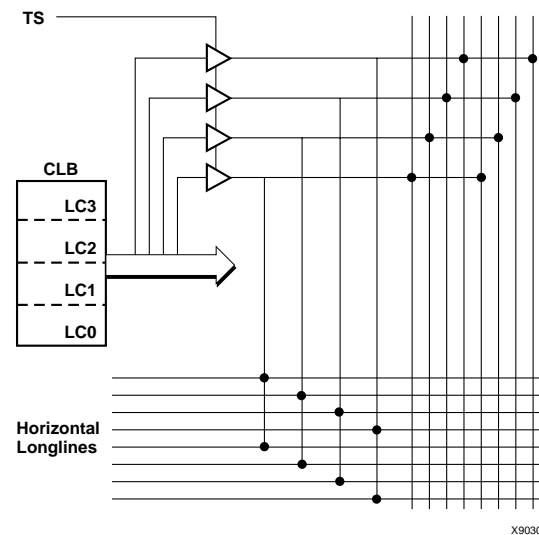 TS
CLB
LC3
LC2
LC1
LC0
Horizontal
Longlines
X9030